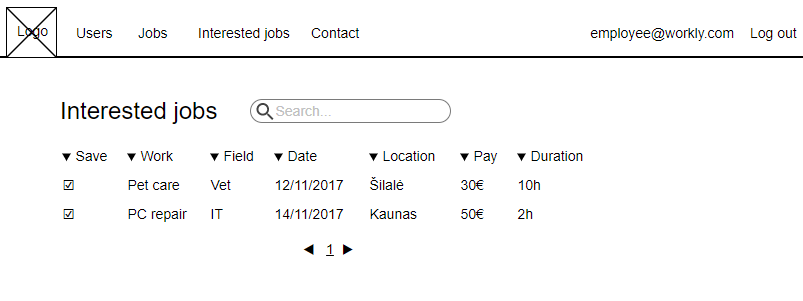 Logo Users Jobs Interested jobs Contact employee@workly.com Log out
Interested jobs Search...
▼ Save ▼ Work ▼ Field ▼ Date ▼ Location ▼ Pay ▼ Duration
☑ Pet care Vet 12/11/2017 Šilalė 30€ 10h
☑ PC repair IT 14/11/2017 Kaunas 50€ 2h
◀ 1 ▶